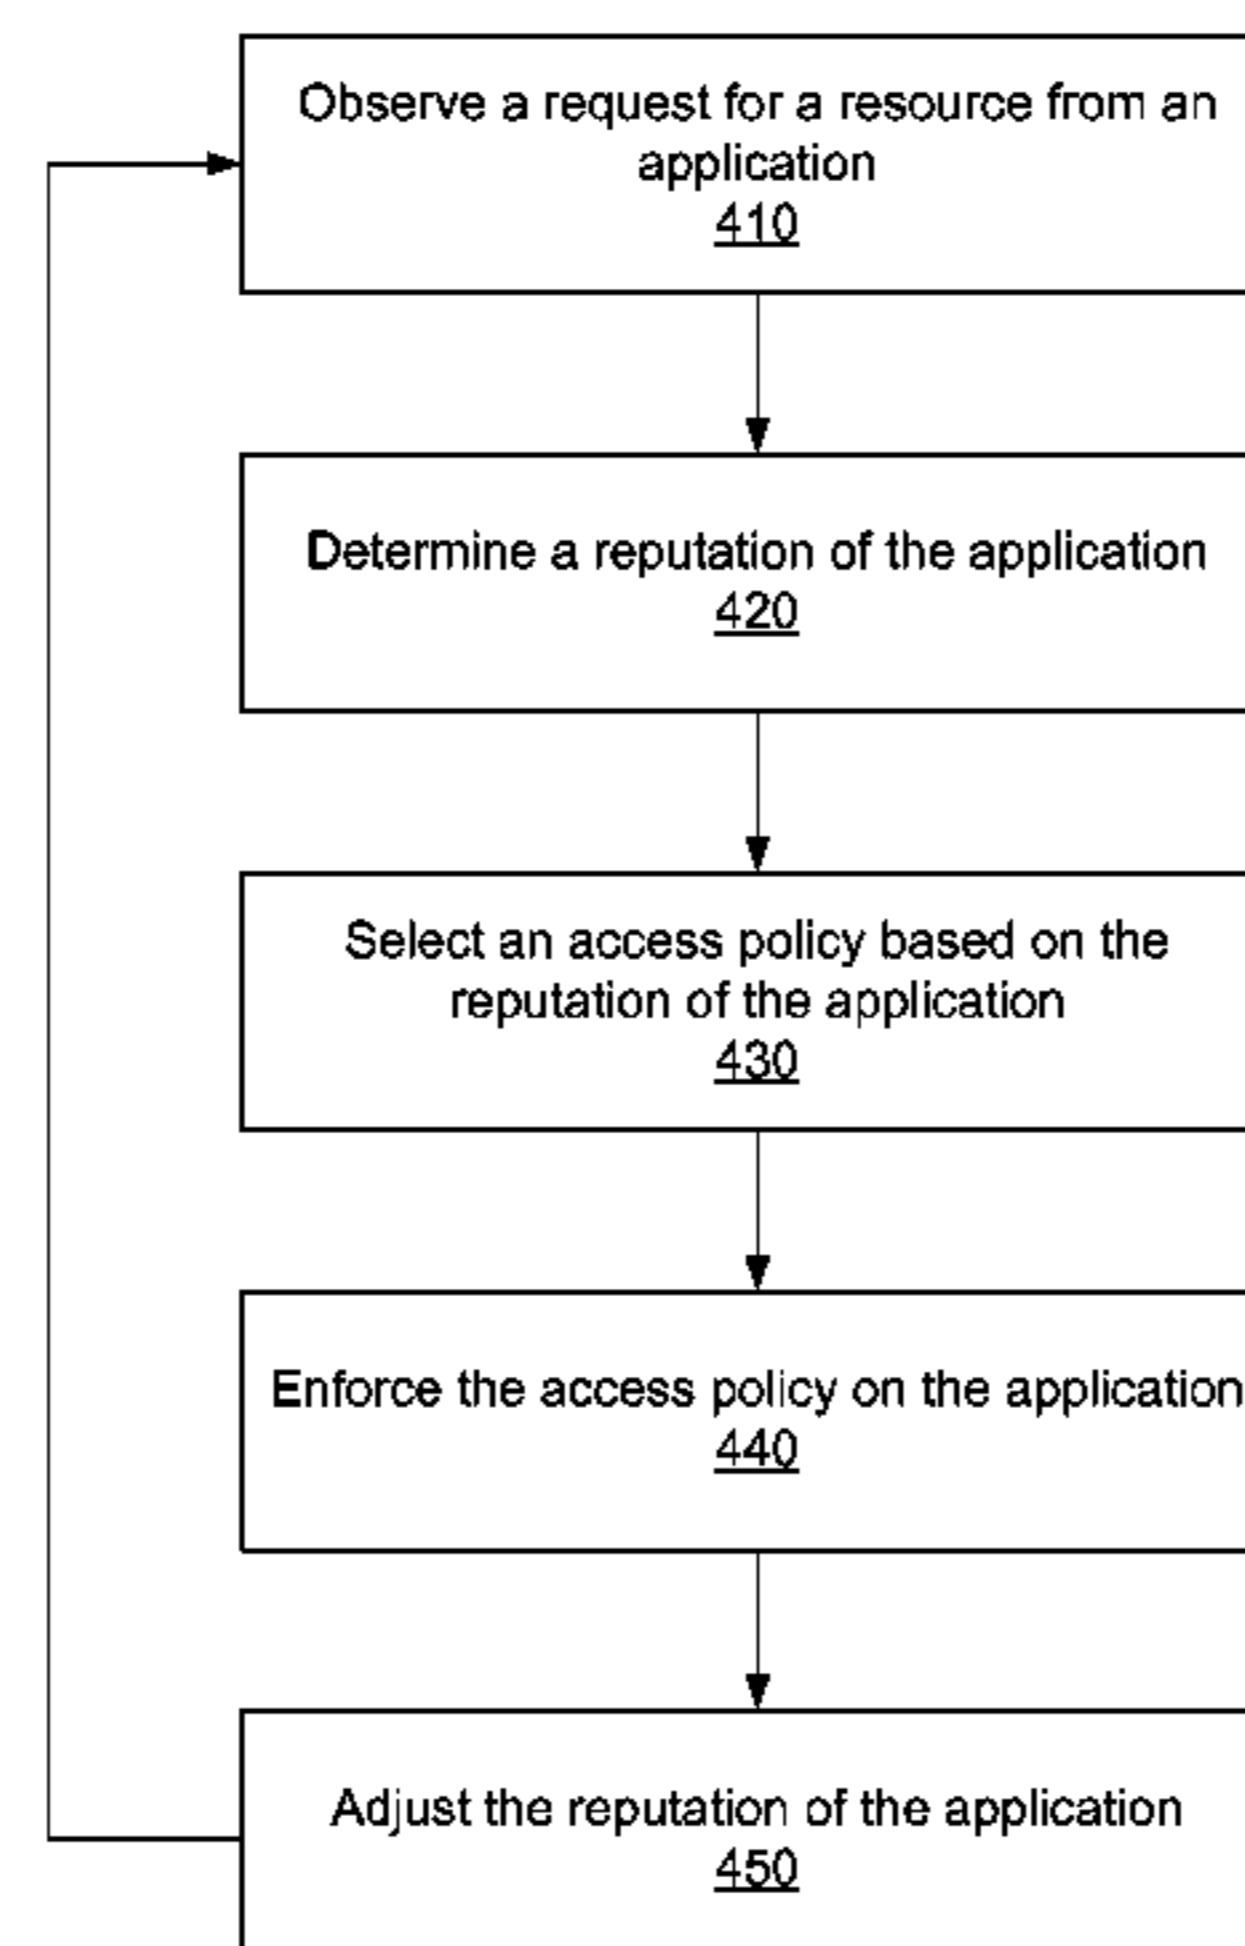 Observe a request for a resource from an
application
410
Determine a reputation of the application
420
Select an access policy based on the
reputation of the application
430
Enforce the access policy on the application
440
Adjust the reputation of the application
450